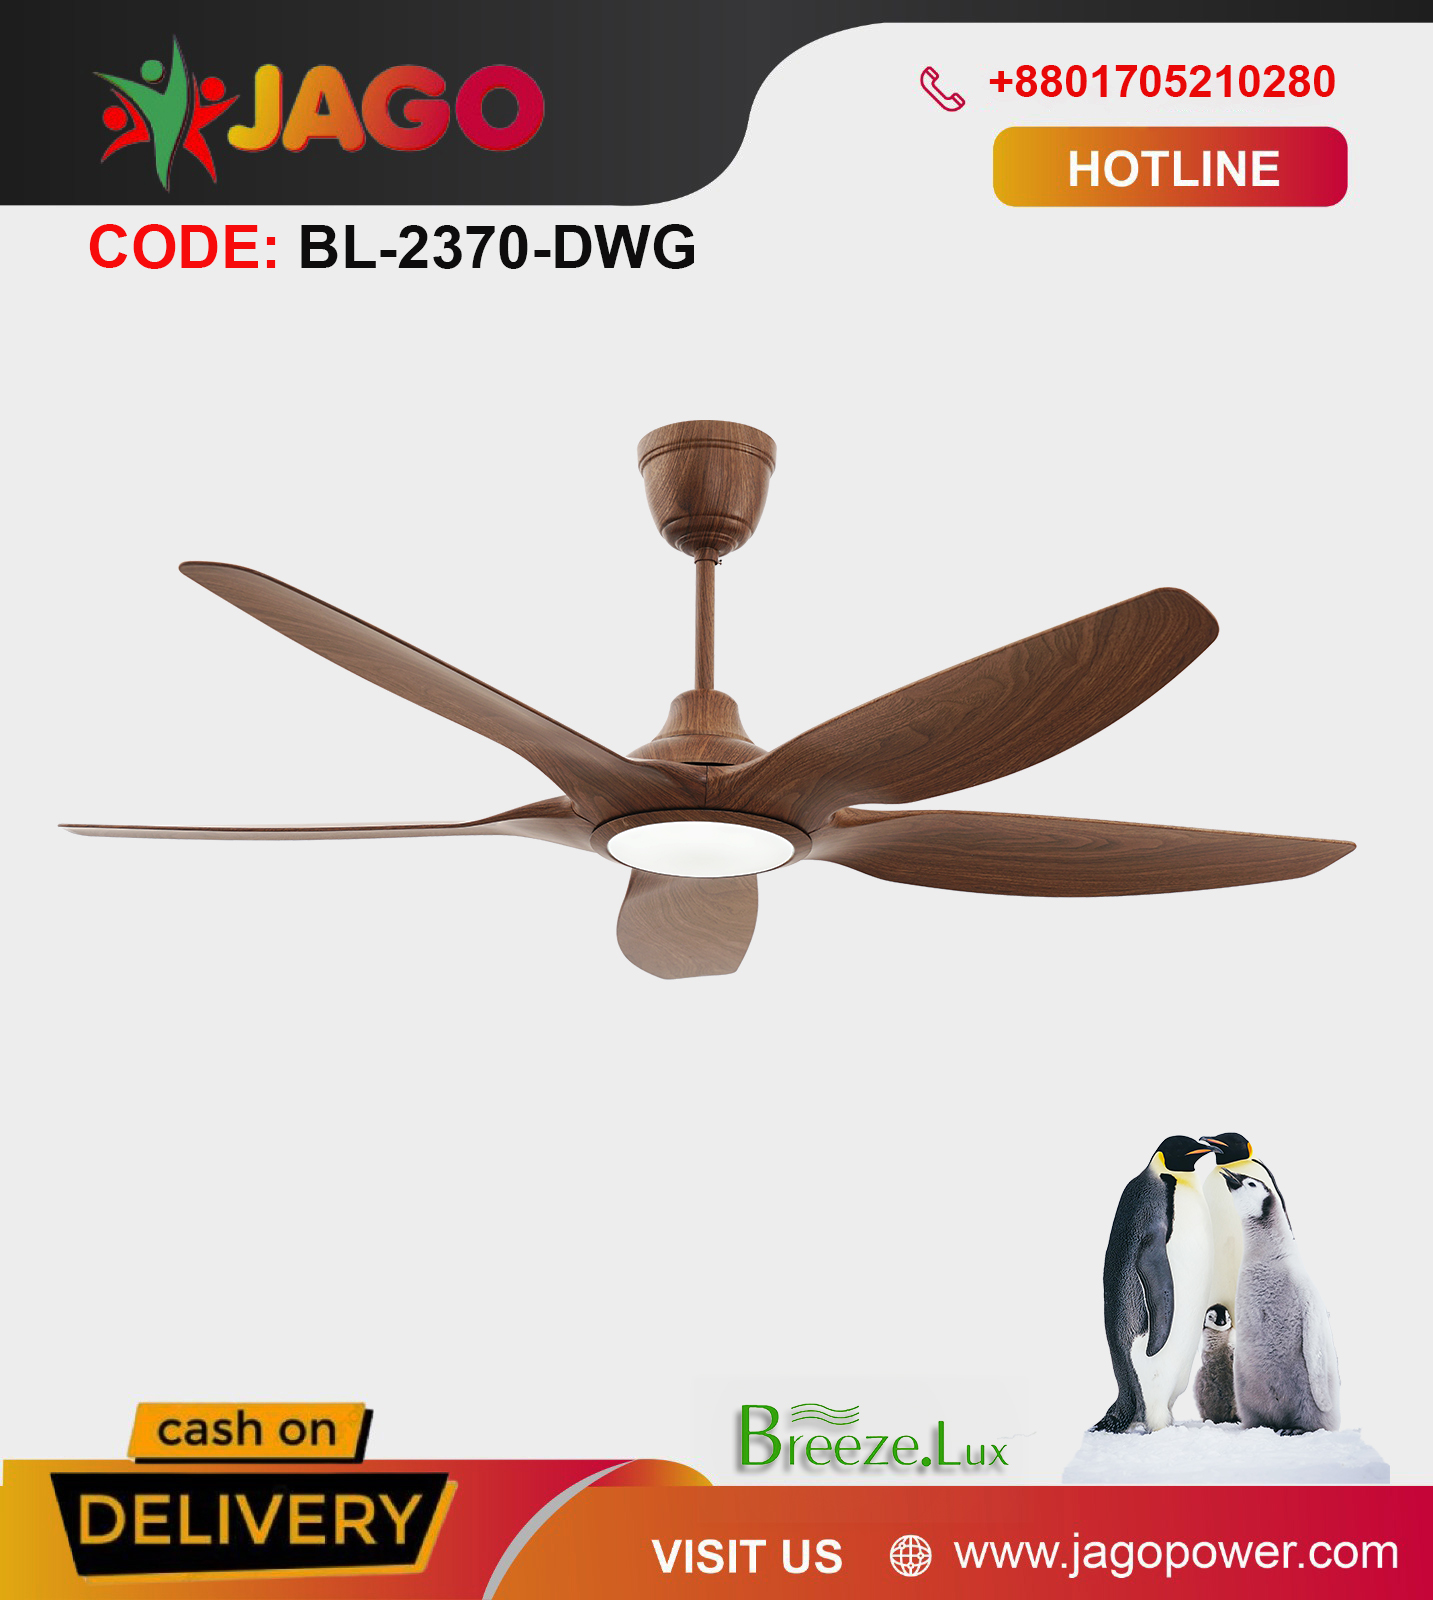 JAGO
+8801705210280
HOTLINE
CODE: BL-2370-DWG
cash on
DELIVERY
Breeze.Lux
VISIT US www.jagopower.com